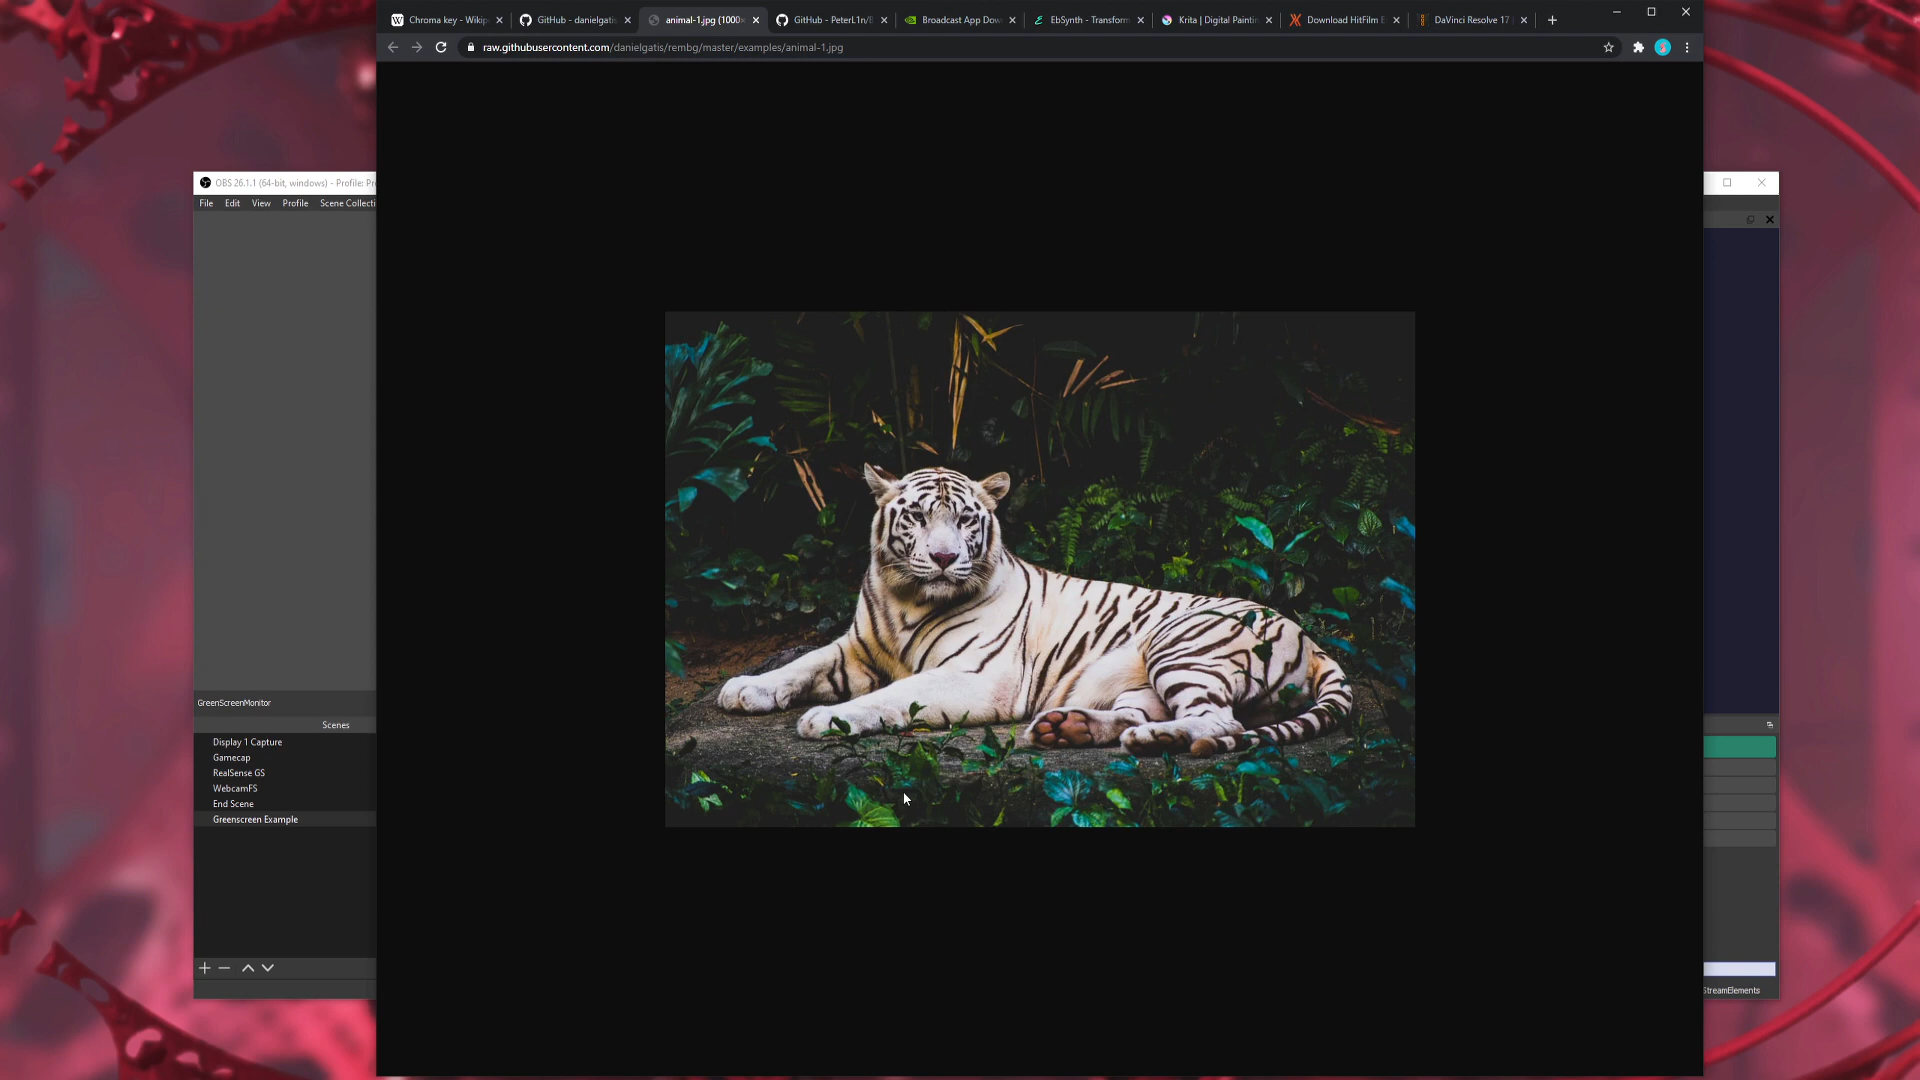 Chroma key - Wikip
GitHub - danielgatis
animal-1.jpg (1000×
GitHub - PeterL1n/B
Broadcast App Dow
EbSynth - Transform
Krita | Digital Paintin
Download HitFilm E
DaVinci Resolve 17 |
raw.githubusercontent.com/danielgatis/rembg/master/examples/animal-1.jpg
OBS 26.1.1 (64-bit, windows) - Profile: Pr
File Edit View Profile Scene Collecti
GreenScreenMonitor
Scenes
Display 1 Capture
Gamecap
RealSense GS
WebcamFS
End Scene
Greenscreen Example
StreamElements